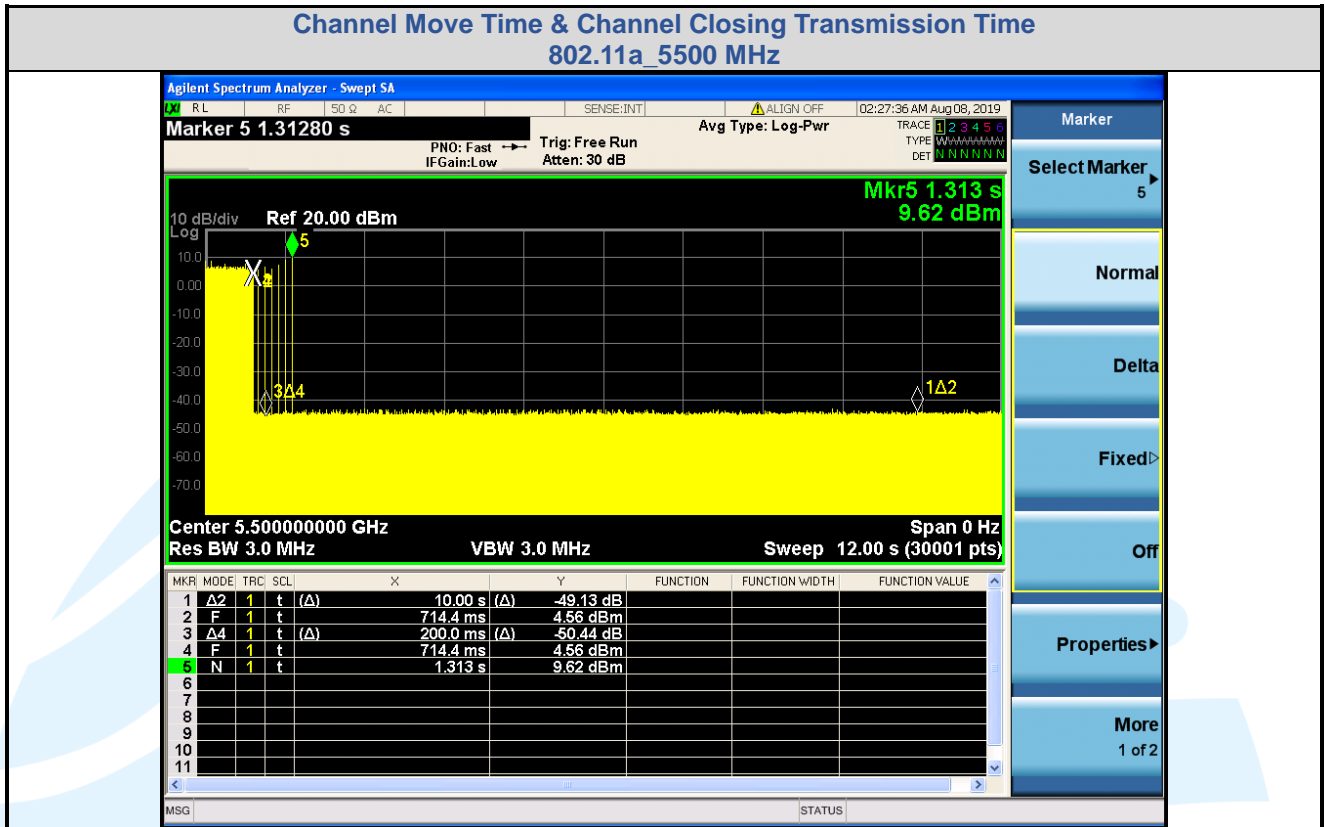 Channel Move Time & Channel Closing Transmission Time
802.11a_5500 MHz
Agilent Spectrum Analyzer - Swept SA
LXI RL RF 50 Ω AC SENSE:INT ALIGN OFF 02:27:36 AM Aug 08, 2019
Marker 5 1.31280 s
PNO: Fast
IFGain:Low
Trig: Free Run
Atten: 30 dB
Avg Type: Log-Pwr
TRACE 1 2 3 4 5 6
TYPE W
DET N N N N N N
Mkr5 1.313 s
9.62 dBm
10 dB/div Ref 20.00 dBm
Log
10.0
0.00
-10.0
-20.0
-30.0
-40.0
-50.0
-60.0
-70.0
5
3Δ4
1Δ2
Center 5.500000000 GHz Span 0 Hz
Res BW 3.0 MHz VBW 3.0 MHz Sweep 12.00 s (30001 pts)
MKR MODE TRC SCL X Y FUNCTION FUNCTION WIDTH FUNCTION VALUE
1 Δ2 1 t (Δ) 10.00 s (Δ) -49.13 dB
2 F 1 t 714.4 ms 4.56 dBm
3 Δ4 1 t (Δ) 200.0 ms (Δ) -50.44 dB
4 F 1 t 714.4 ms 4.56 dBm
5 N 1 t 1.313 s 9.62 dBm
6
7
8
9
10
11
MSG STATUS
Marker
Select Marker
5
Normal
Delta
Fixed
Off
Properties
More
1 of 2